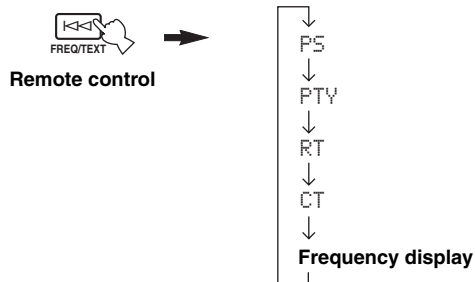 FREQ/TEXT
Remote control
PS
PTY
RT
CT
Frequency display